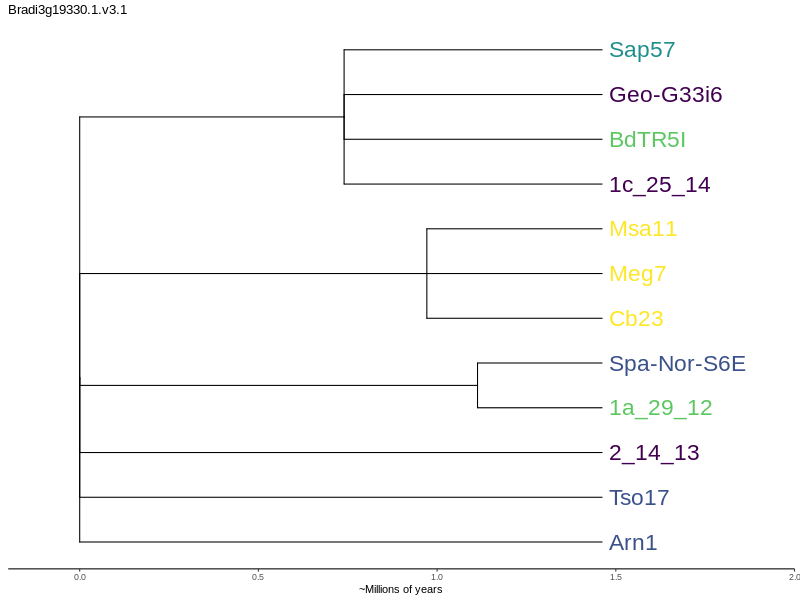 Bradi3g19330.1.v3.1
Sap57
Geo-G33i6
BdTR5I
1c_25_14
Msa11
Meg7
Cb23
Spa-Nor-S6E
1a_29_12
2_14_13
Tso17
Arn1
0.0 0.5 1.0 1.5 2.0
~Millions of years